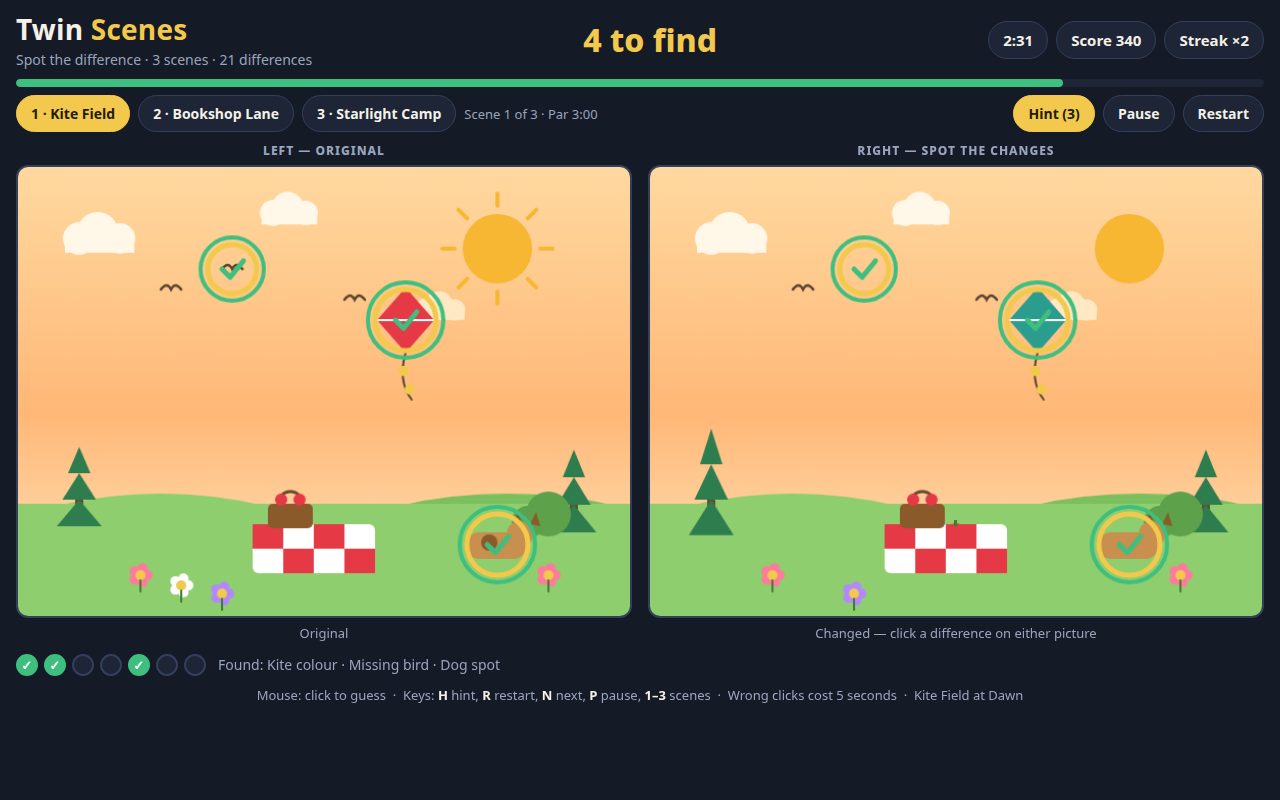 Twin Scenes
Spot the difference · 3 scenes · 21 differences
4 to find
2:31
Score 340
Streak ×2
1 · Kite Field
2 · Bookshop Lane
3 · Starlight Camp
Scene 1 of 3 · Par 3:00
Hint (3)
Pause
Restart
LEFT — ORIGINAL
RIGHT — SPOT THE CHANGES
Original
Changed — click a difference on either picture
Found: Kite colour · Missing bird · Dog spot
Mouse: click to guess · Keys: H hint, R restart, N next, P pause, 1–3 scenes · Wrong clicks cost 5 seconds · Kite Field at Dawn